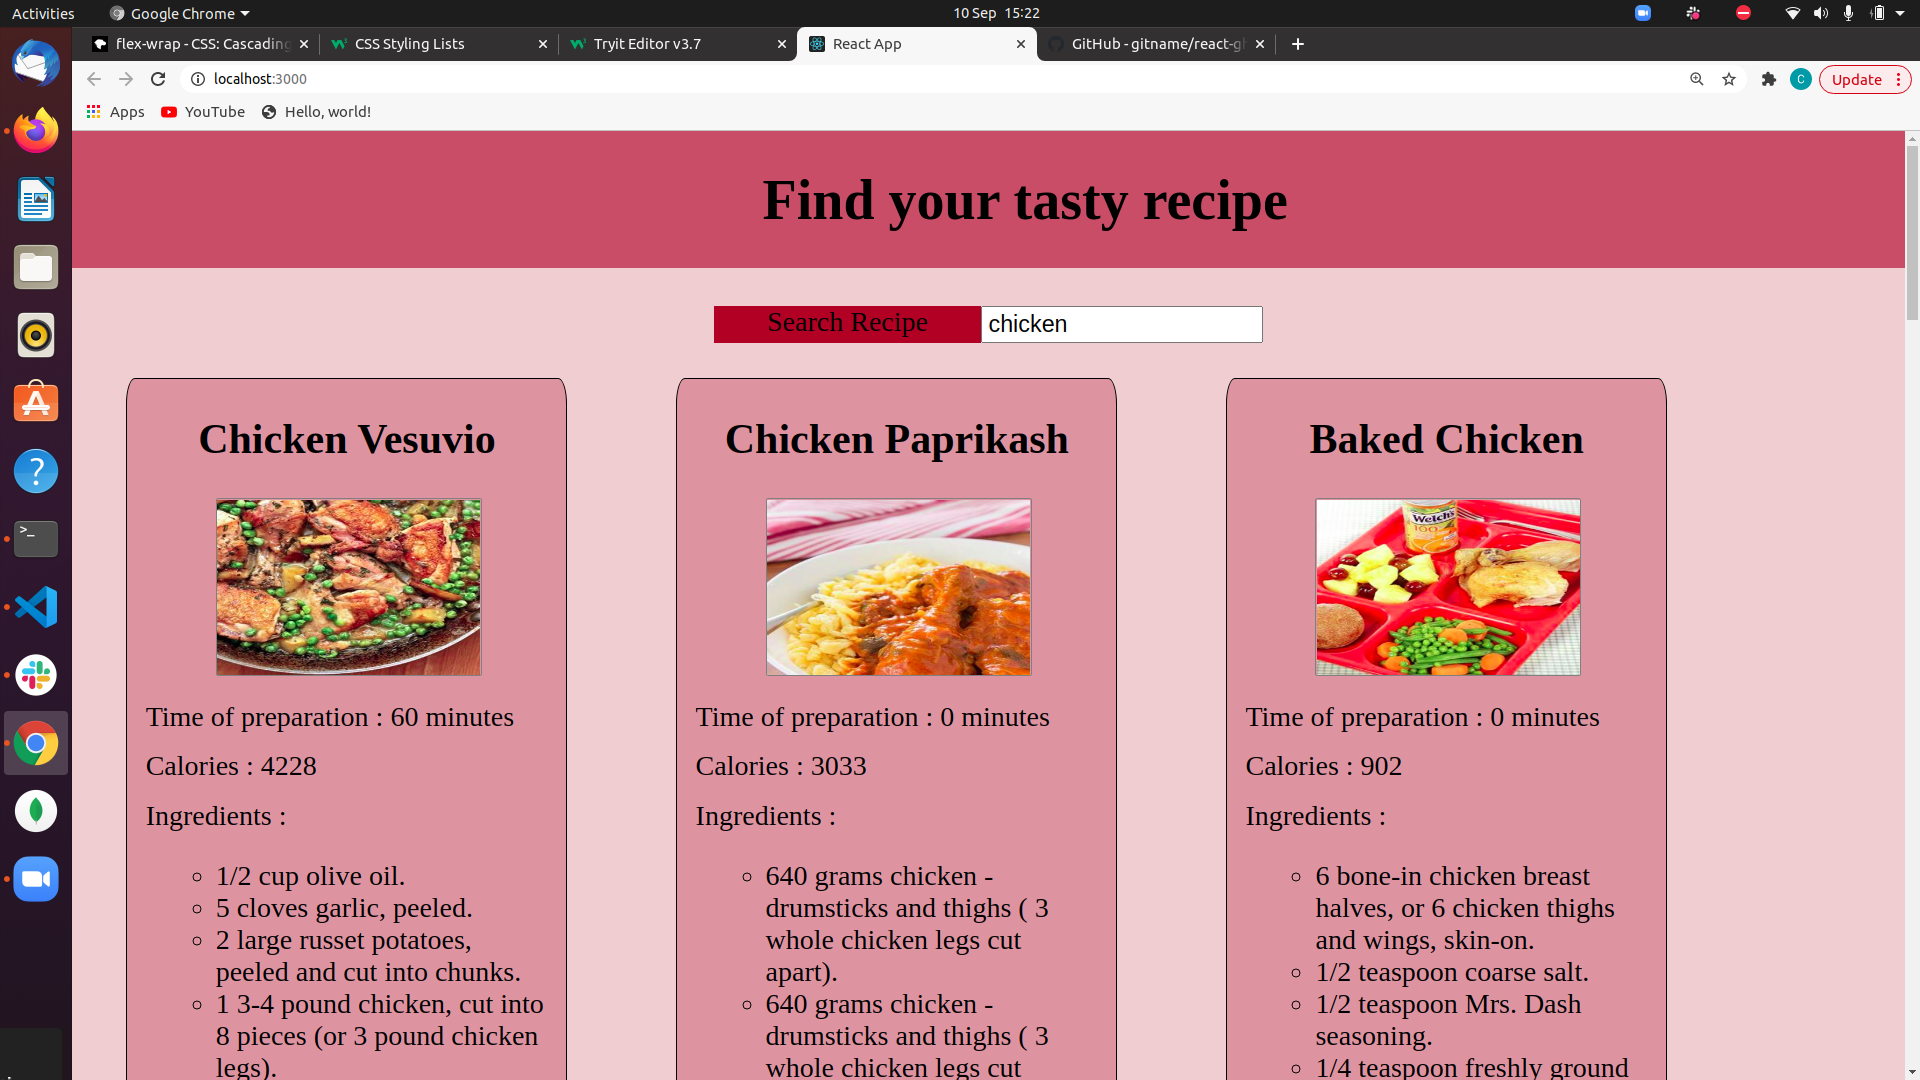 Activities
Google Chrome
10 Sep 15:22
flex-wrap - CSS: Cascading
CSS Styling Lists
Tryit Editor v3.7
React App
GitHub - gitname/react-gh
localhost:3000
C
Update
Apps
YouTube
Hello, world!
Find your tasty recipe
Search Recipe
chicken
Chicken Vesuvio
Time of preparation : 60 minutes
Calories : 4228
Ingredients :
1/2 cup olive oil.
5 cloves garlic, peeled.
2 large russet potatoes,
peeled and cut into chunks.
1 3-4 pound chicken, cut into
8 pieces (or 3 pound chicken
legs).
Chicken Paprikash
Time of preparation : 0 minutes
Calories : 3033
Ingredients :
640 grams chicken -
drumsticks and thighs ( 3
whole chicken legs cut
apart).
640 grams chicken -
drumsticks and thighs ( 3
whole chicken legs cut
Baked Chicken
Welch's
100
Time of preparation : 0 minutes
Calories : 902
Ingredients :
6 bone-in chicken breast
halves, or 6 chicken thighs
and wings, skin-on.
1/2 teaspoon coarse salt.
1/2 teaspoon Mrs. Dash
seasoning.
1/4 teaspoon freshly ground